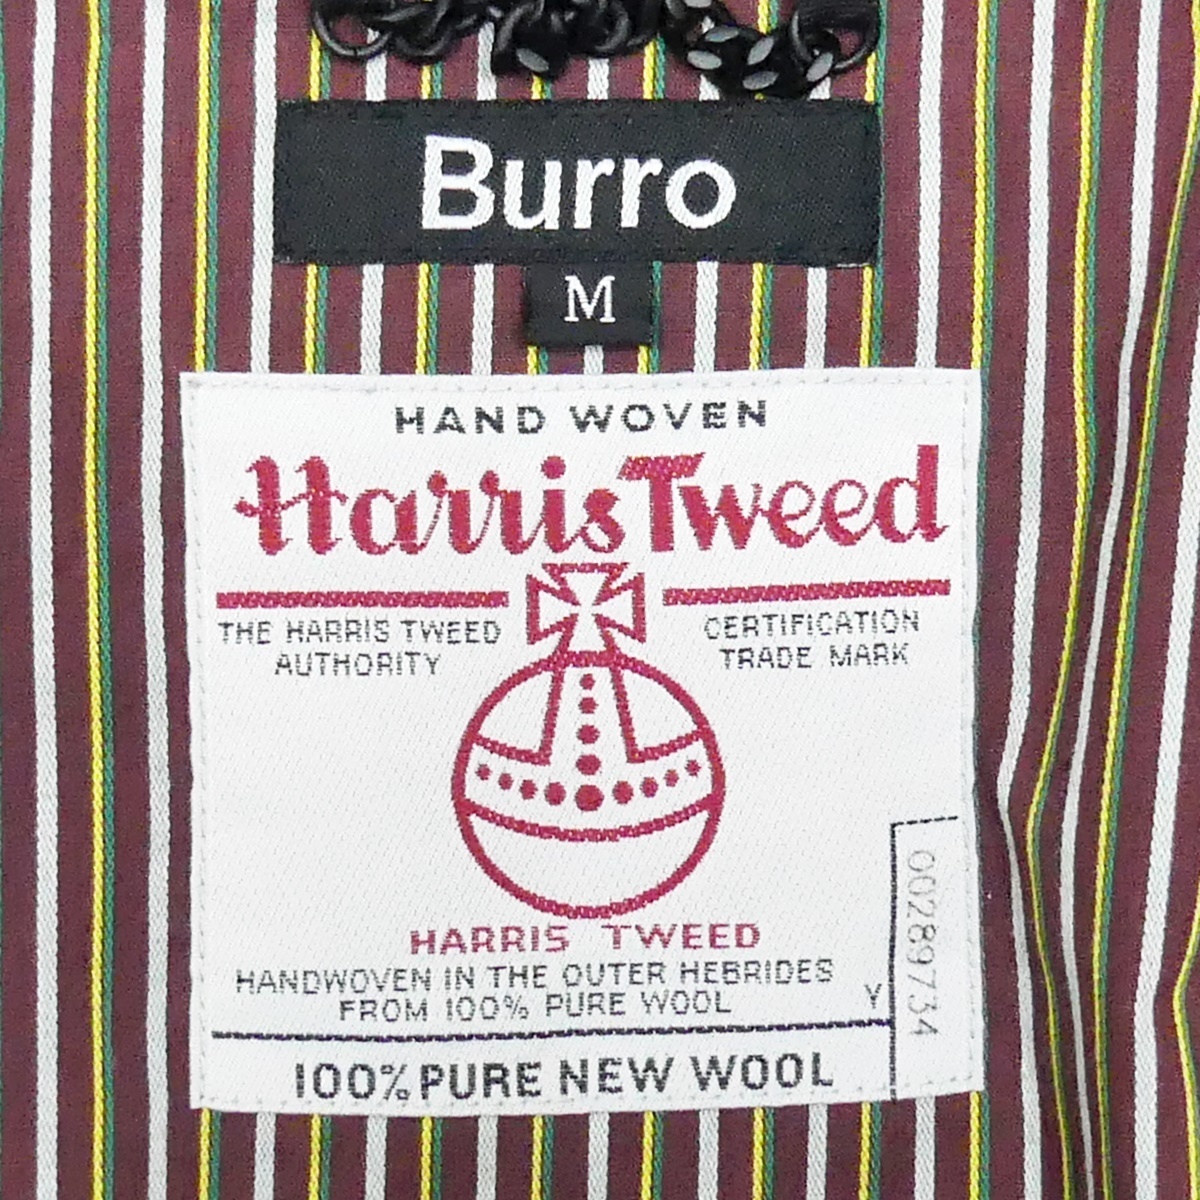 Burro
M
HAND WOVEN
Harris Tweed
THE HARRIS TWEED
AUTHORITY
CERTIFICATION
TRADE MARK
HARRIS TWEED
HANDWOVEN IN THE OUTER HEBRIDES
FROM 100% PURE WOOL
Y
002897734
100% PURE NEW WOOL